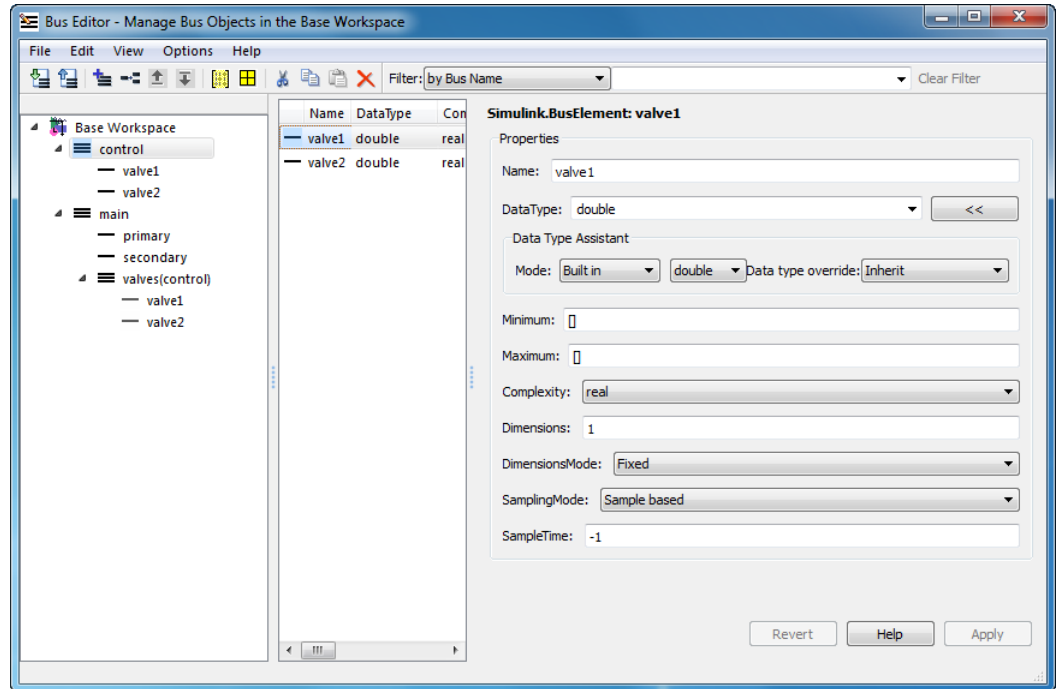 Bus Editor - Manage Bus Objects in the Base Workspace
File Edit View Options Help
Filter: by Bus Name Clear Filter
Base Workspace
control
valve1
valve2
main
primary
secondary
valves(control)
valve1
valve2
Name DataType Con
valve1 double real
valve2 double real
Simulink.BusElement: valve1
Properties
Name: valve1
DataType: double <<
Data Type Assistant
Mode: Built in double Data type override: Inherit
Minimum: []
Maximum: []
Complexity: real
Dimensions: 1
DimensionsMode: Fixed
SamplingMode: Sample based
SampleTime: -1
Revert Help Apply